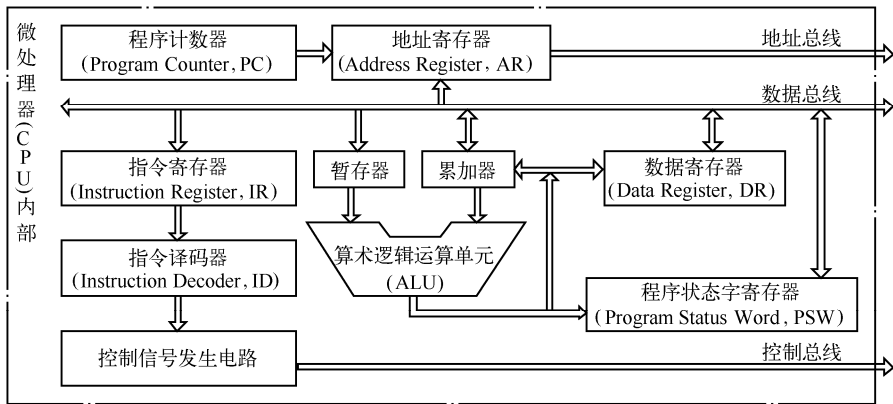 微处理器(CPU)内部
程序计数器
(Program Counter, PC)
地址寄存器
(Address Register, AR)
地址总线
数据总线
指令寄存器
(Instruction Register, IR)
暂存器
累加器
数据寄存器
(Data Register, DR)
指令译码器
(Instruction Decoder, ID)
算术逻辑运算单元
(ALU)
程序状态字寄存器
(Program Status Word, PSW)
控制信号发生电路
控制总线